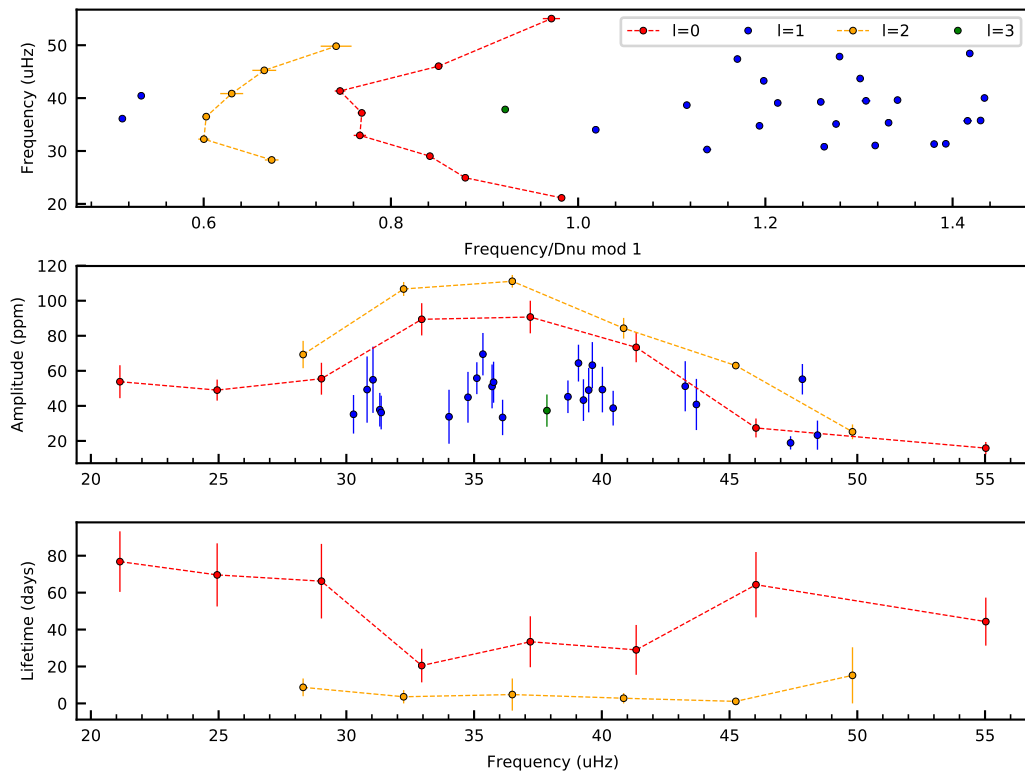 l=0 l=1 l=2 l=3
Frequency (uHz)
50
40
30
20
0.6 0.8 1.0 1.2 1.4
Frequency/Dnu mod 1
Amplitude (ppm)
120
100
80
60
40
20
20 25 30 35 40 45 50 55
Lifetime (days)
80
60
40
20
0
20 25 30 35 40 45 50 55
Frequency (uHz)